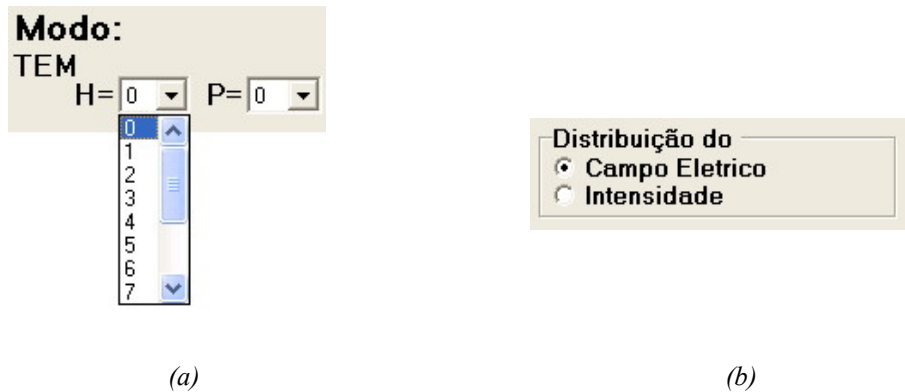 Modo:
TEM
H= 0 P= 0
0
1
2
3
4
5
6
7
Distribuição do
Campo Eletrico
Intensidade
(a) (b)